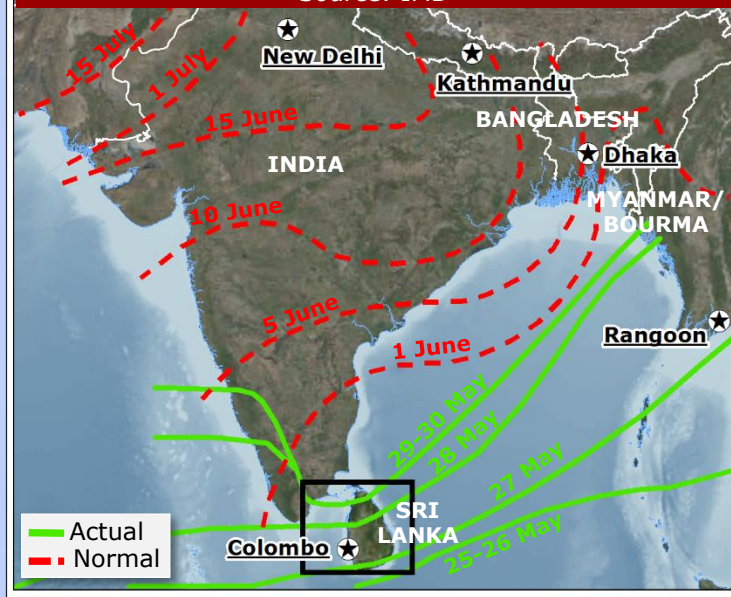 15 July
1 July
New Delhi
Kathmandu
15 June
BANGLADESH
INDIA
Dhaka
MYANMAR/
BOURMA
10 June
5 June
1 June
Rangoon
29-30 May
28 May
27 May
25-26 May
SRI
LANKA
Colombo
Actual
Normal